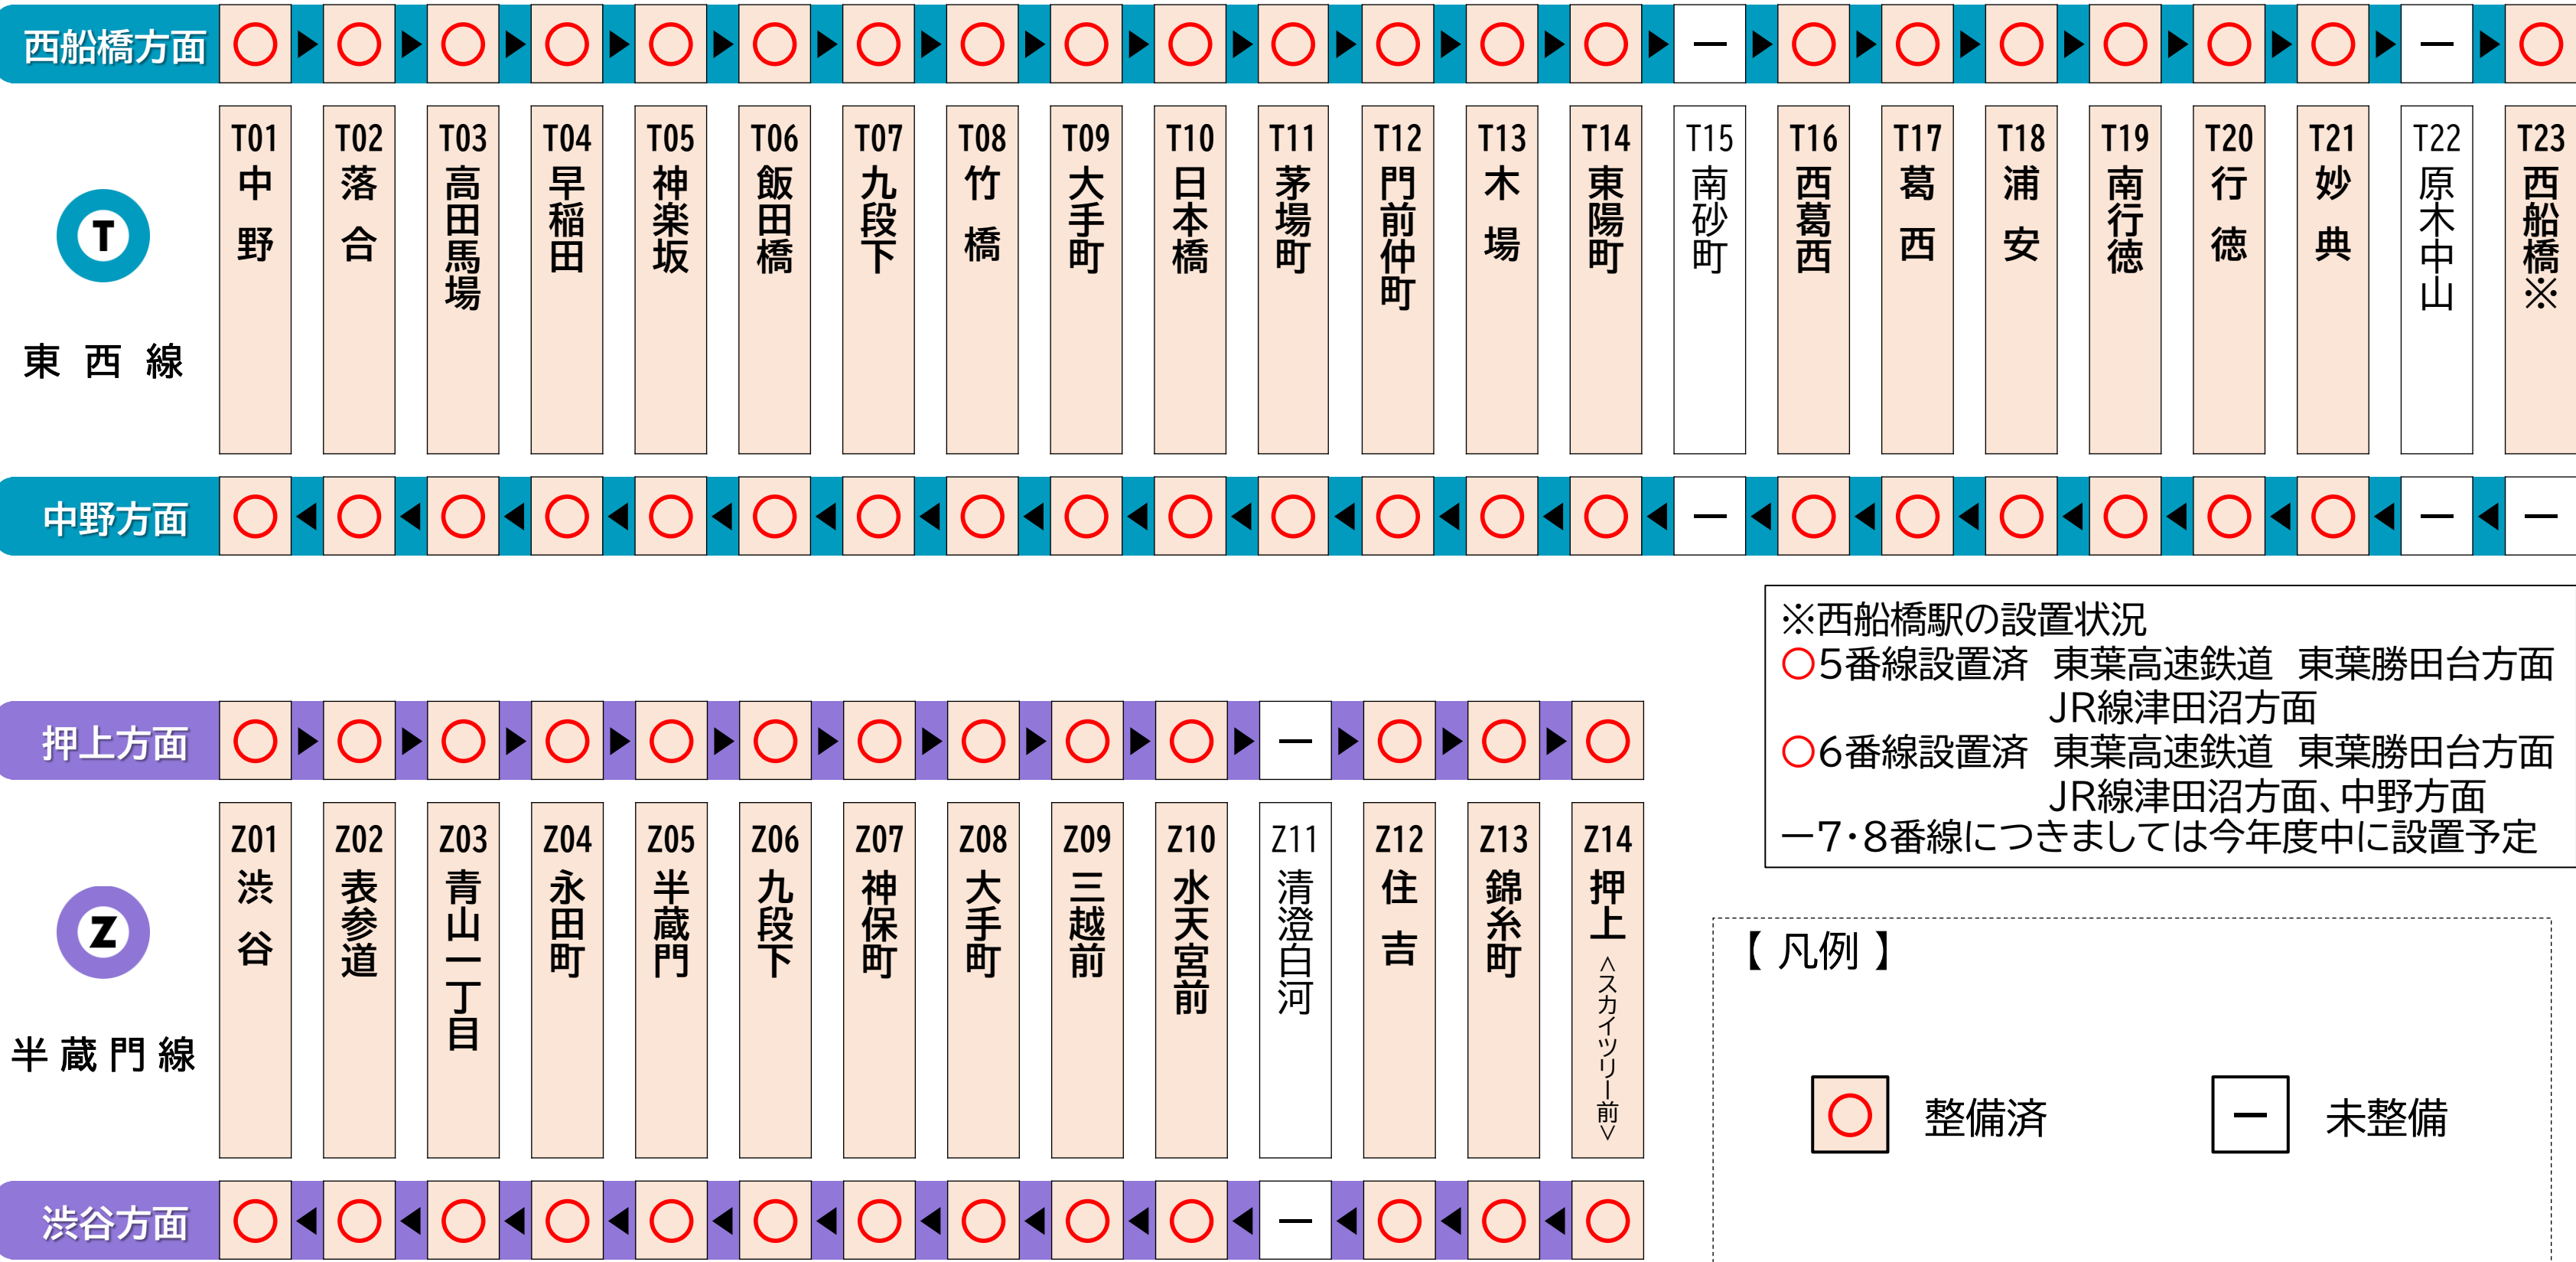 西船橋方面 ○ ○ ○ ○ ○ ○ ○ ○ ○ ○ ○ ○ ○ ○ ー ○ ○ ○ ○ ○ ○ ー ○
T01 中野
T02 落合
T03 高田馬場
T04 早稲田
T05 神楽坂
T06 飯田橋
T07 九段下
T08 竹橋
T09 大手町
T10 日本橋
T11 茅場町
T12 門前仲町
T13 木場
T14 東陽町
T15 南砂町
T16 西葛西
T17 葛西
T18 浦安
T19 南行徳
T20 行徳
T21 妙典
T22 原木中山
T23 西船橋※
T
東西線
中野方面 ○ ○ ○ ○ ○ ○ ○ ○ ○ ○ ○ ○ ○ ○ ー ○ ○ ○ ○ ○ ○ ー ー
※西船橋駅の設置状況
○5番線設置済 東葉高速鉄道 東葉勝田台方面
JR線津田沼方面
○6番線設置済 東葉高速鉄道 東葉勝田台方面
JR線津田沼方面、中野方面
ー7・8番線につきましては今年度中に設置予定
押上方面 ○ ○ ○ ○ ○ ○ ○ ○ ○ ○ ー ○ ○ ○
Z01 渋谷
Z02 表参道
Z03 青山一丁目
Z04 永田町
Z05 半蔵門
Z06 九段下
Z07 神保町
Z08 大手町
Z09 三越前
Z10 水天宮前
Z11 清澄白河
Z12 住吉
Z13 錦糸町
Z14 押上<スカイツリー前>
Z
半蔵門線
渋谷方面 ○ ○ ○ ○ ○ ○ ○ ○ ○ ○ ー ○ ○ ○
【 凡例 】
○ 整備済
ー 未整備